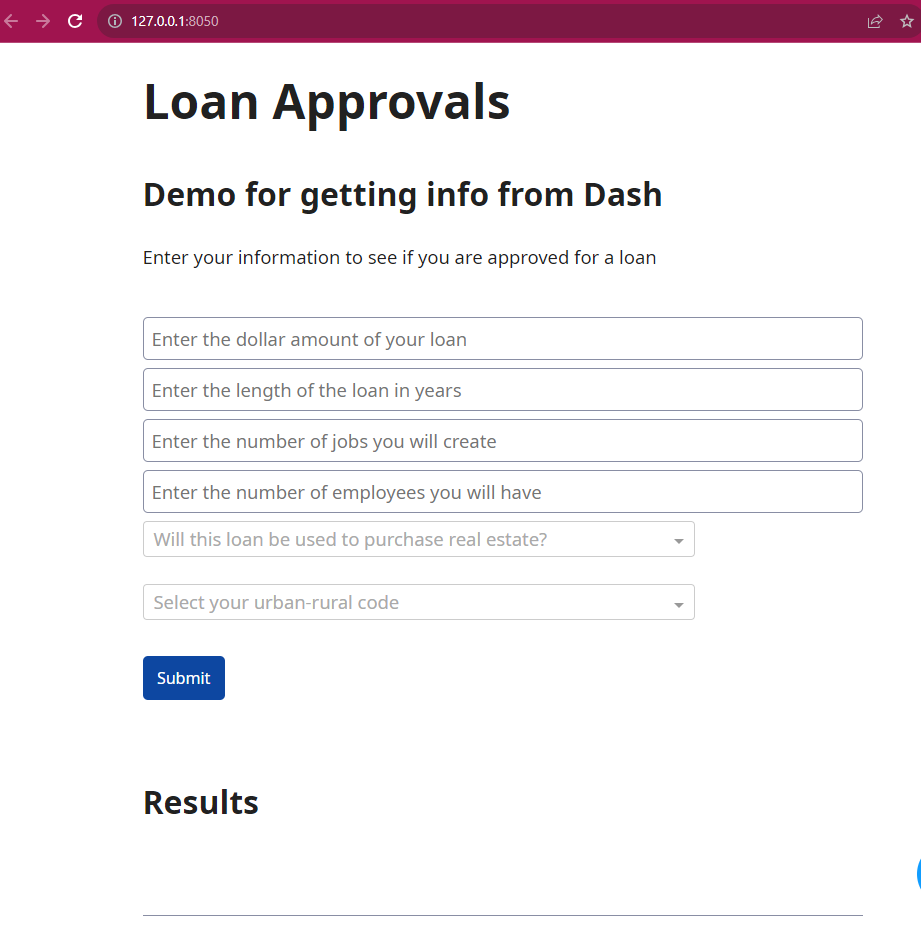 127.0.0.1:8050
Loan Approvals
Demo for getting info from Dash
Enter your information to see if you are approved for a loan
Enter the dollar amount of your loan
Enter the length of the loan in years
Enter the number of jobs you will create
Enter the number of employees you will have
Will this loan be used to purchase real estate?
Select your urban-rural code
Submit
Results